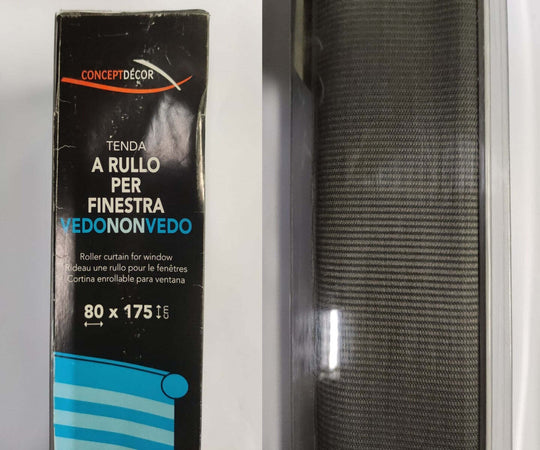 CONCEPTDÉCOR
TENDA
A RULLO
PER
FINESTRA
VEDONONVEDO
Roller curtain for window
Rideau une rullo pour le fenêtres
Cortina enrollable para ventana
80 x 175 CM